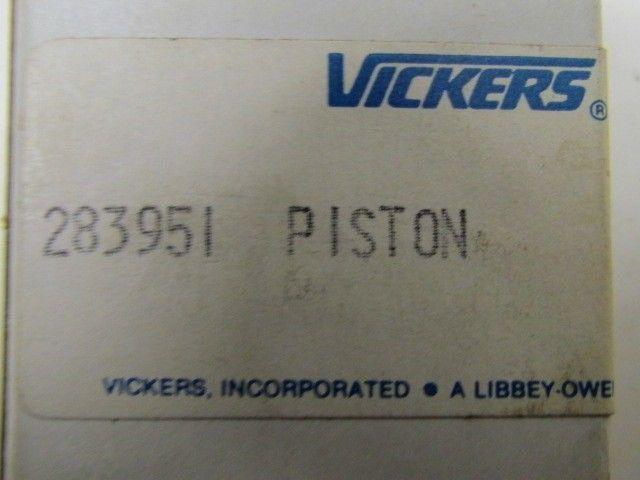 VICKERS®
283951 PISTON
VICKERS, INCORPORATED • A LIBBEY-OWE